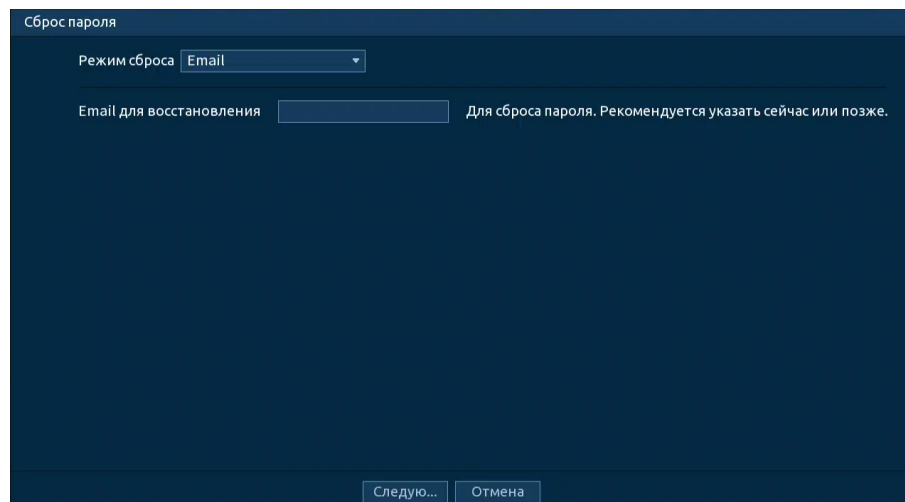 Сброс пароля
Режим сброса Email
Email для восстановления Для сброса пароля. Рекомендуется указать сейчас или позже.
Следую... Отмена